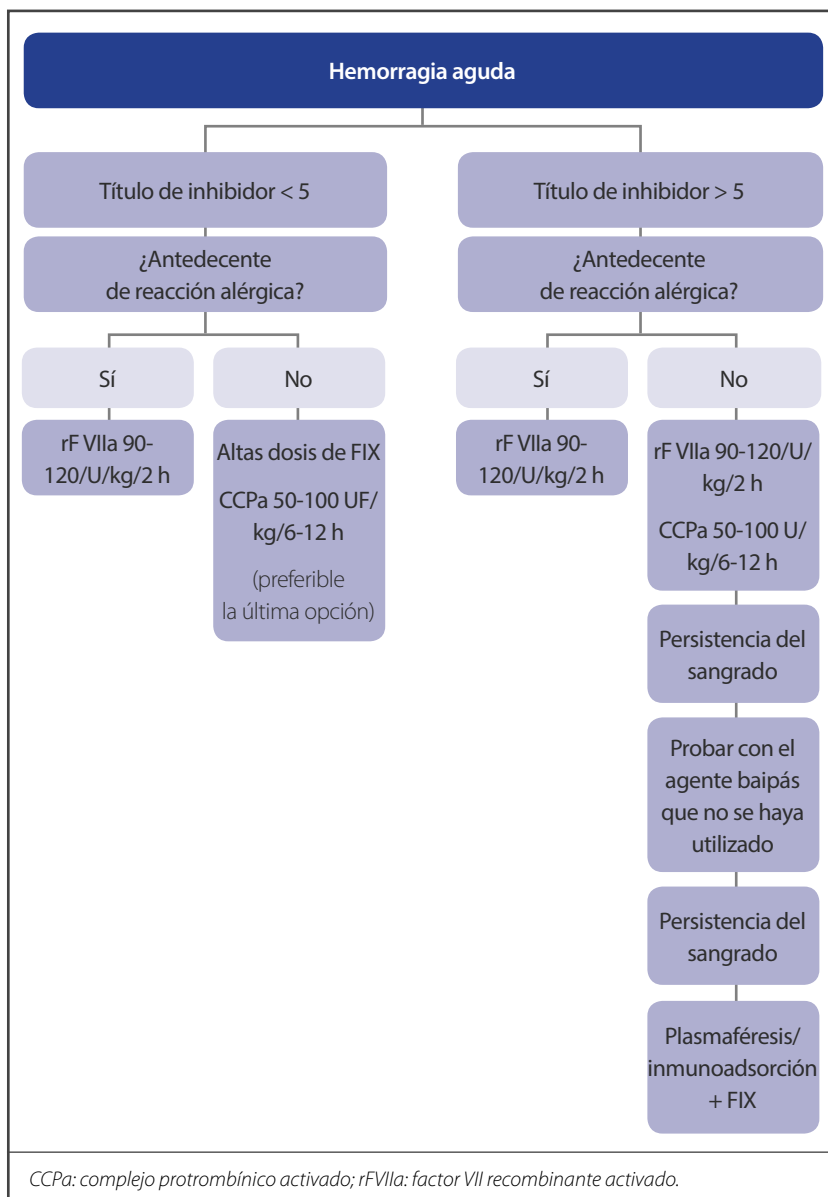 Hemorragia aguda
Título de inhibidor < 5
¿Antedecente
de reacción alérgica?
Sí
No
rF VIIa 90-
120/U/kg/2 h
Altas dosis de FIX
CCPa 50-100 UF/
kg/6-12 h
(preferible
la última opción)
Título de inhibidor > 5
¿Antedecente
de reacción alérgica?
Sí
No
rF VIIa 90-
120/U/kg/2 h
rF VIIa 90-120/U/
kg/2 h
CCPa 50-100 U/
kg/6-12 h
Persistencia del
sangrado
Probar con el
agente baipás
que no se haya
utilizado
Persistencia del
sangrado
Plasmaféresis/
inmunoadsorción
+ FIX
CCPa: complejo protrombínico activado; rFVIIa: factor VII recombinante activado.